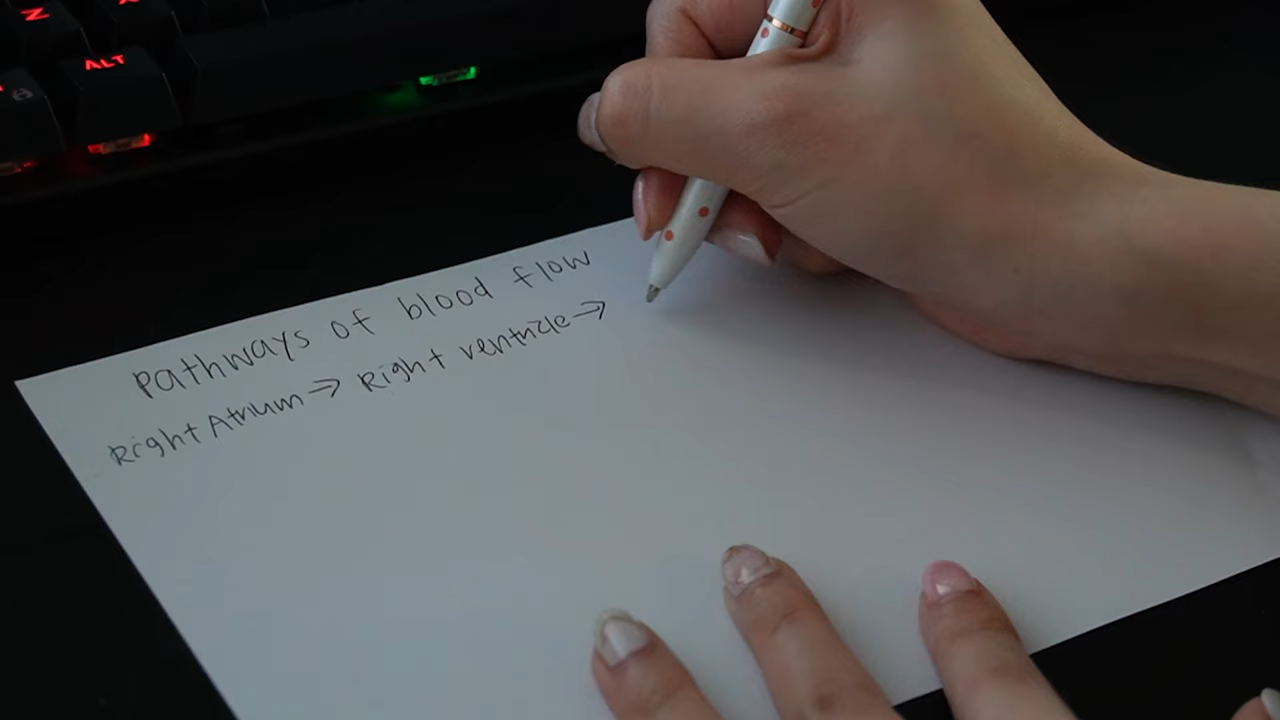 ALT
Pathways of blood flow
Right Atrium → Right ventricle →